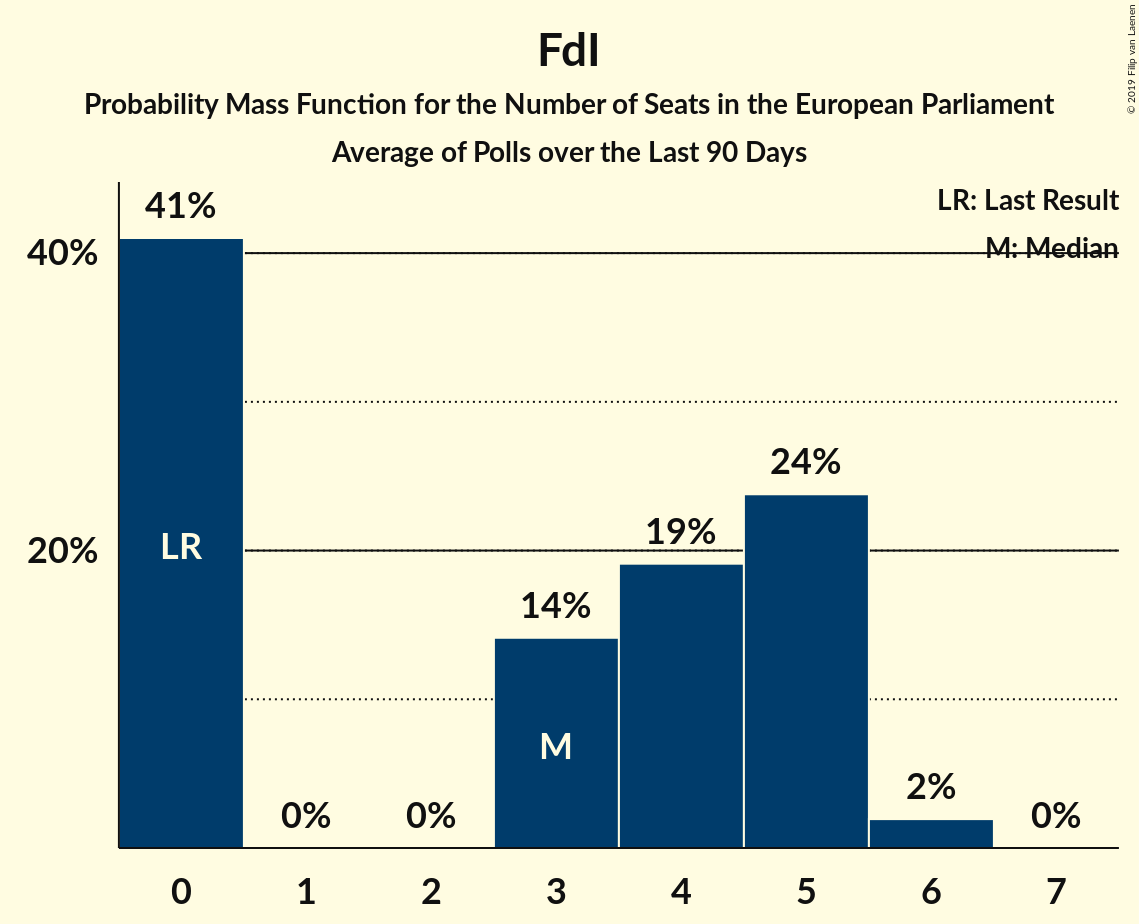 FdI
Probability Mass Function for the Number of Seats in the European Parliament
Average of Polls over the Last 90 Days
© 2019 Filip van Laenen
LR: Last Result
M: Median
41%
40%
24%
19%
20%
LR
14%
M
2%
0%
0%
0%
0 1 2 3 4 5 6 7